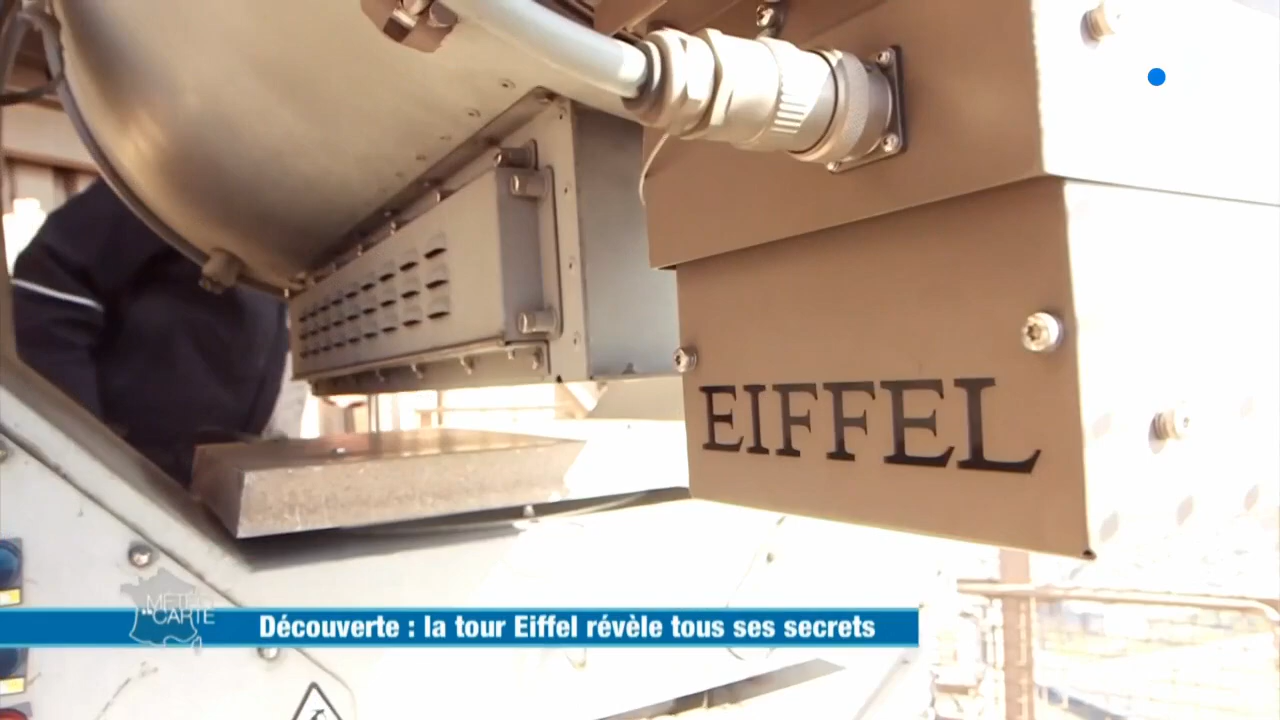 EIFFEL
MÉTÉO
CARTE
Découverte : la tour Eiffel révèle tous ses secrets